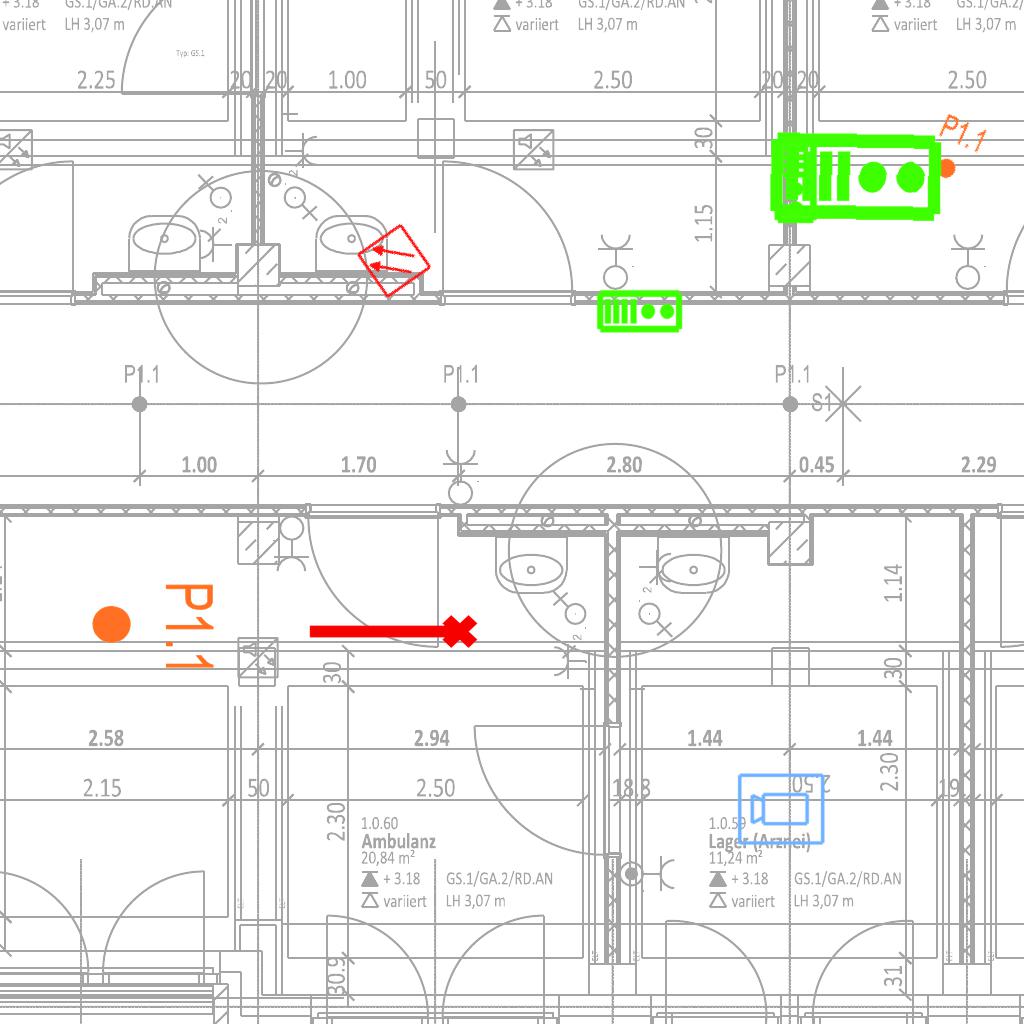 + 3.18 GS.1/GA.2/RD.AN
variiert LH 3,07 m
+ 3.18 GS.1/GA.2/RD.AN
variiert LH 3,07 m
+ 3.18 GS.1/GA.2/RD.AN
variiert LH 3,07 m
Typ: GS.1
2.25 20 20 1.00 50 2.50 20 20 2.50
30
P1.1
1.15
P1.1 P1.1 P1.1 S1
1.00 1.70 2.80 0.45 2.29
1.14
P1.1
30 30
2.58 2.94 1.44 1.44
2.15 50 2.50 18.8 2.50 19
2.30 2.30
1.0.60
Ambulanz
20,84 m²
+ 3.18 GS.1/GA.2/RD.AN
variiert LH 3,07 m
1.0.59
Lager (Arznei)
11,24 m²
+ 3.18 GS.1/GA.2/RD.AN
variiert LH 3,07 m
30.9 31